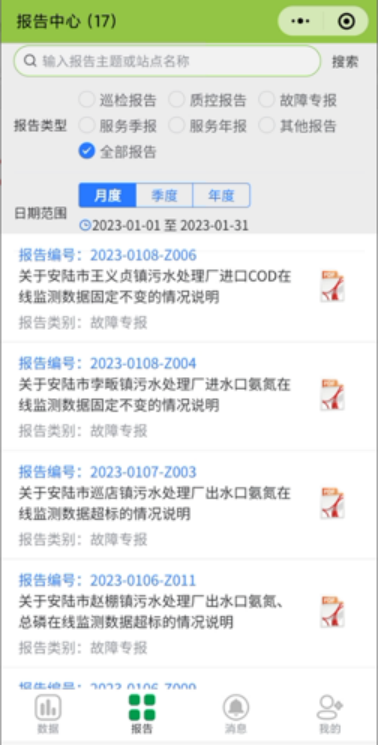 报告中心（17）
输入报告主题或站点名称 搜索
巡检报告 质控报告 故障专报
报告类型 服务季报 服务年报 其他报告
全部报告
月度 季度 年度
日期范围
2023-01-01 至 2023-01-31
报告编号：2023-0108-Z006
关于安陆市王义贞镇污水处理厂进口COD在
线监测数据固定不变的情况说明
报告类别：故障专报
报告编号：2023-0108-Z004
关于安陆市孛畈镇污水处理厂进水口氨氮在
线监测数据固定不变的情况说明
报告类别：故障专报
报告编号：2023-0107-Z003
关于安陆市巡店镇污水处理厂出水口氨氮在
线监测数据超标的情况说明
报告类别：故障专报
报告编号：2023-0106-Z011
关于安陆市赵棚镇污水处理厂出水口氨氮、
总磷在线监测数据超标的情况说明
报告类别：故障专报
报告编号：2023-0106-Z009
数据 报告 消息 我的